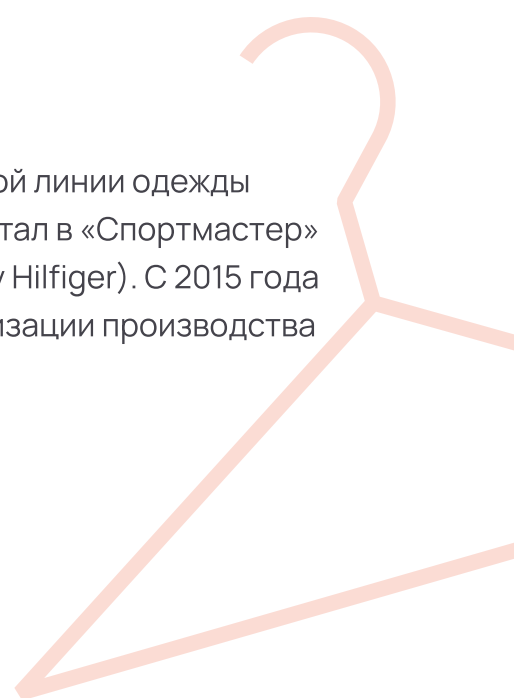 ой линии одежды
тал в «Спортмастер»
Hilfiger). С 2015 года
изации производства